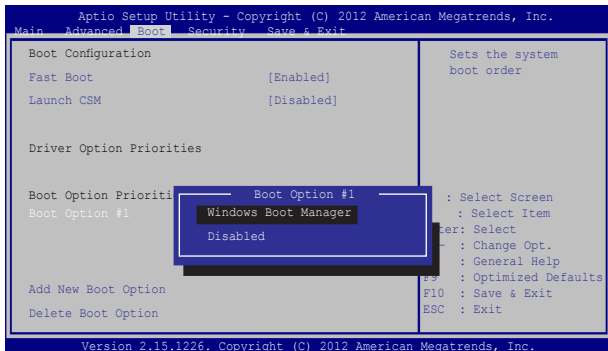 Aptio Setup Utility - Copyright (C) 2012 American Megatrends, Inc.
Main Advanced Boot Security Save & Exit
Boot Configuration
Fast Boot [Enabled]
Launch CSM [Disabled]
Driver Option Priorities
Boot Option Prioriti
Boot Option #1
Add New Boot Option
Delete Boot Option
Boot Option #1
Windows Boot Manager
Disabled
Sets the system
boot order
: Select Screen
: Select Item
ter: Select
- : Change Opt.
: General Help
F9 : Optimized Defaults
F10 : Save & Exit
ESC : Exit
Version 2.15.1226. Copyright (C) 2012 American Megatrends, Inc.